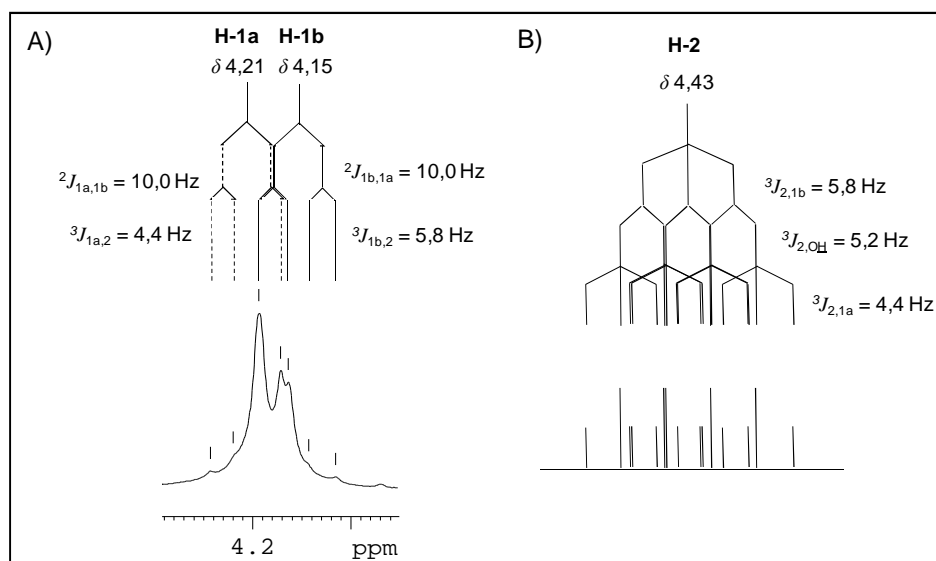 A)
H-1a H-1b
δ 4,21 δ 4,15
²J1a,1b = 10,0 Hz
²J1b,1a = 10,0 Hz
³J1a,2 = 4,4 Hz
³J1b,2 = 5,8 Hz
4.2 ppm
B)
H-2
δ 4,43
³J2,1b = 5,8 Hz
³J2,OH = 5,2 Hz
³J2,1a = 4,4 Hz